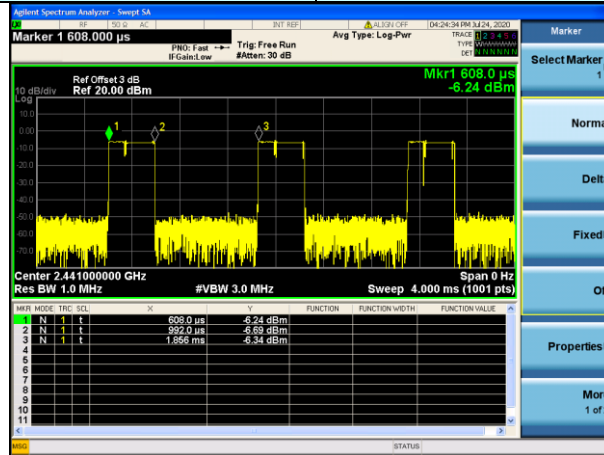 Agilent Spectrum Analyzer - Swept SA
RF 50 Ω AC INT REF ALIGN OFF 04:24:34 PM Jul 24, 2020
Marker 1 608.000 µs
PNO: Fast
IFGain:Low
Trig: Free Run
#Atten: 30 dB
Avg Type: Log-Pwr
TRACE 1 2 3 4 5 6
TYPE
DET N N N N N N
Marker
Select Marker
1
Norma
Delt
Fixed
Of
Properties
Mor
1 of
Mkr1 608.0 µs
-6.24 dBm
Ref Offset 3 dB
10 dB/div Ref 20.00 dBm
Log
10.0
0.00
-10.0
-20.0
-30.0
-40.0
-50.0
-60.0
-70.0
1 2 3
Center 2.441000000 GHz Span 0 Hz
Res BW 1.0 MHz #VBW 3.0 MHz Sweep 4.000 ms (1001 pts)
MKR MODE TRC SCL X Y FUNCTION FUNCTION WIDTH FUNCTION VALUE
1 N 1 t 608.0 µs -6.24 dBm
2 N 1 t 992.0 µs -6.69 dBm
3 N 1 t 1.856 ms -6.34 dBm
4
5
6
7
8
9
10
11
MSG STATUS